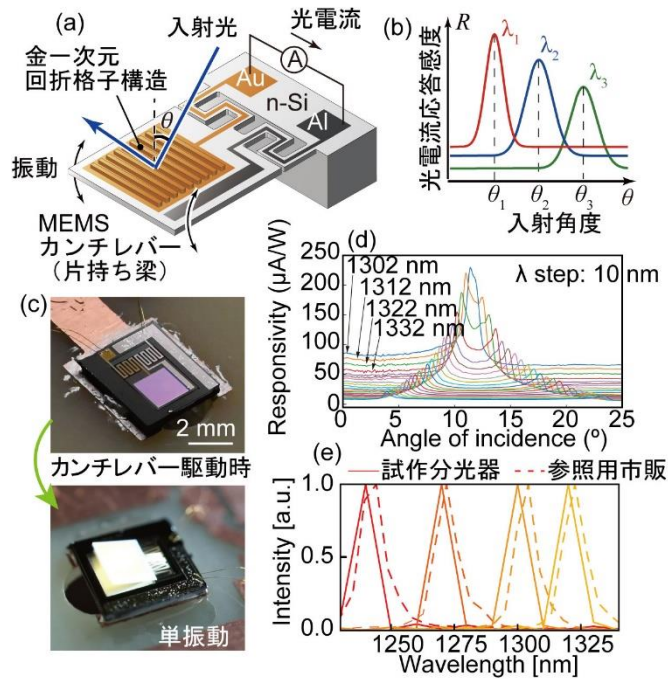 (a)
入射光
光電流
金一次元
回折格子構造
θ
A
Au
n-Si
Al
振動
MEMS
カンチレバー
(片持ち梁)
(b)
R
λ1
λ2
λ3
光電流応答感度
θ1
θ2
θ3
θ
入射角度
(c)
2 mm
カンチレバー駆動時
単振動
(d)
Responsivity (µA/W)
250
200
150
100
50
0
1302 nm
1312 nm
1322 nm
1332 nm
λ step: 10 nm
0
5
10
15
20
25
Angle of incidence (º)
(e)
試作分光器
参照用市販
Intensity [a.u.]
1.0
0.5
0.0
1250
1275
1300
1325
Wavelength [nm]